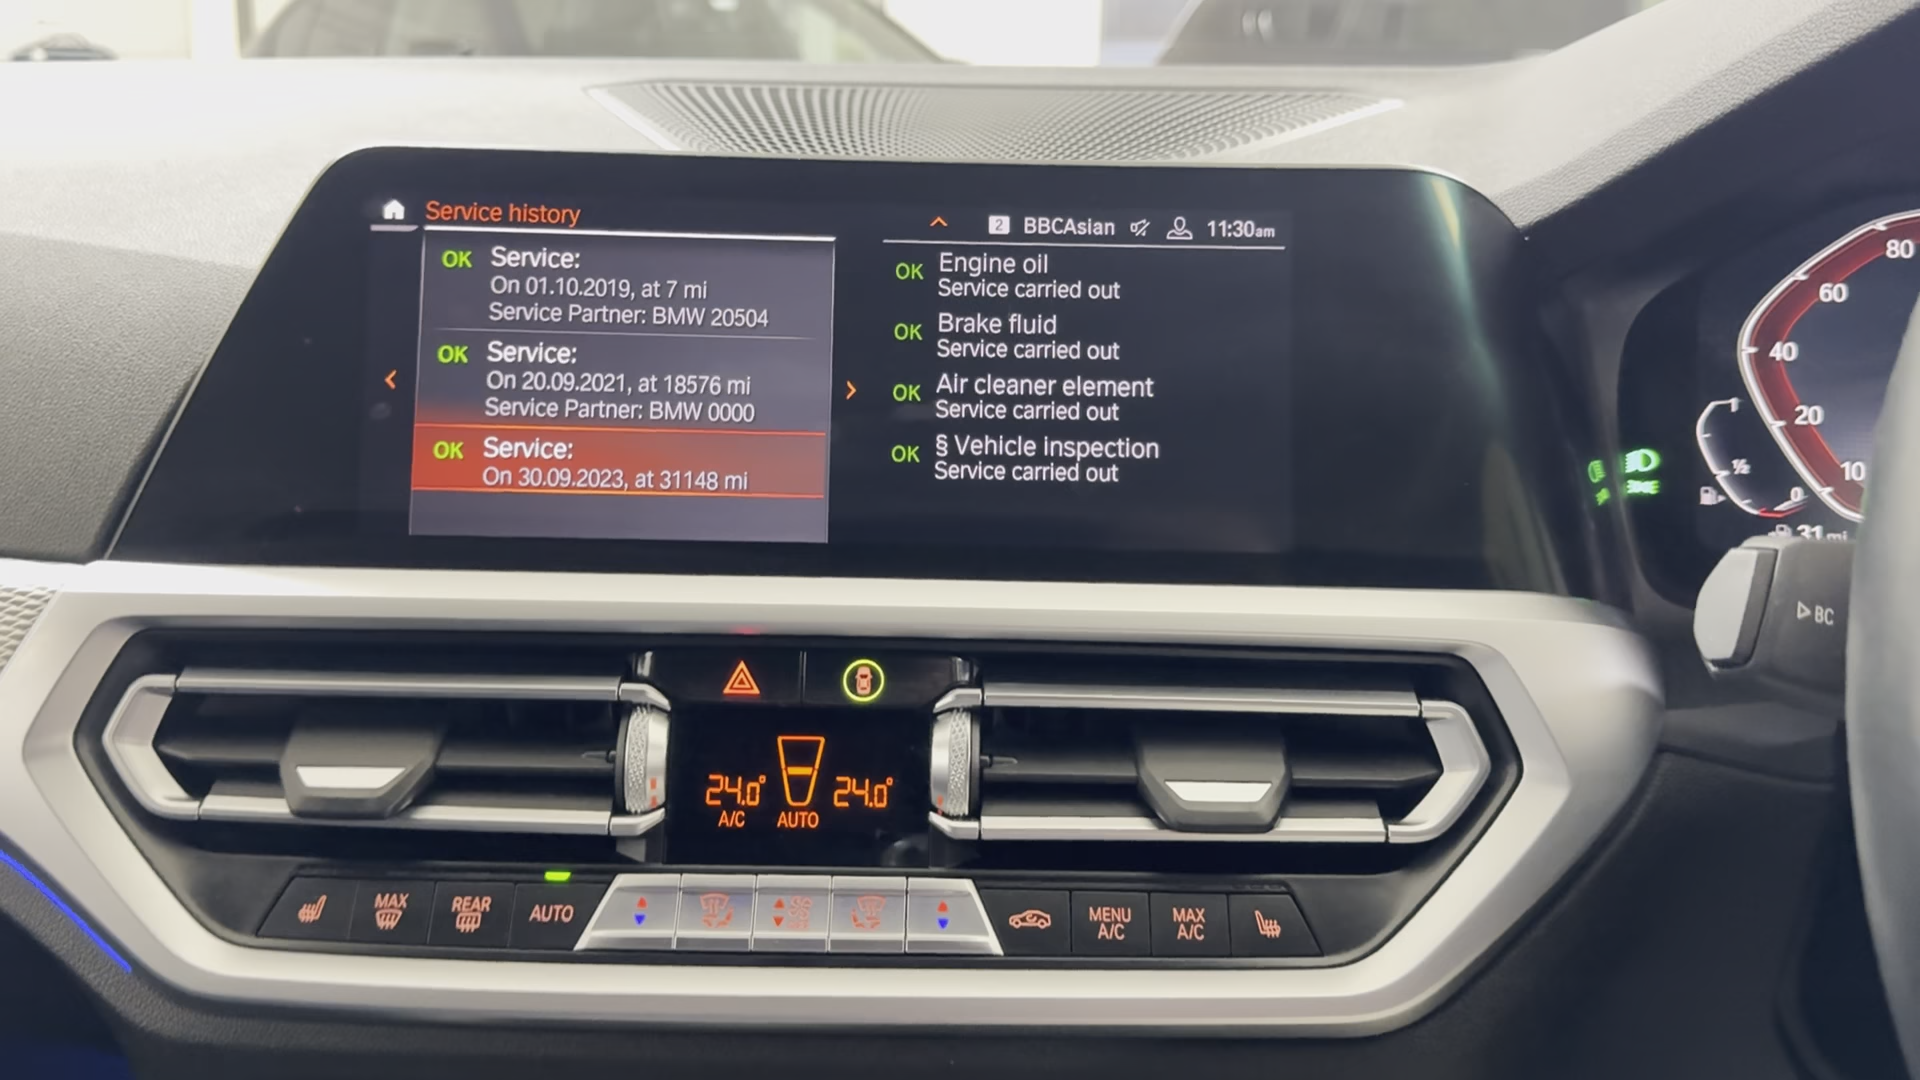 Service history
2 BBCAsian 11:30am
OK Service:
On 01.10.2019, at 7 mi
Service Partner: BMW 20504
OK Service:
On 20.09.2021, at 18576 mi
Service Partner: BMW 0000
OK Service:
On 30.09.2023, at 31148 mi
OK Engine oil
Service carried out
OK Brake fluid
Service carried out
OK Air cleaner element
Service carried out
OK § Vehicle inspection
Service carried out
80
60
40
20
10
1
½
0
31 mi
BC
24.0° 24.0°
A/C AUTO
MAX
REAR
AUTO
MENU
A/C
MAX
A/C